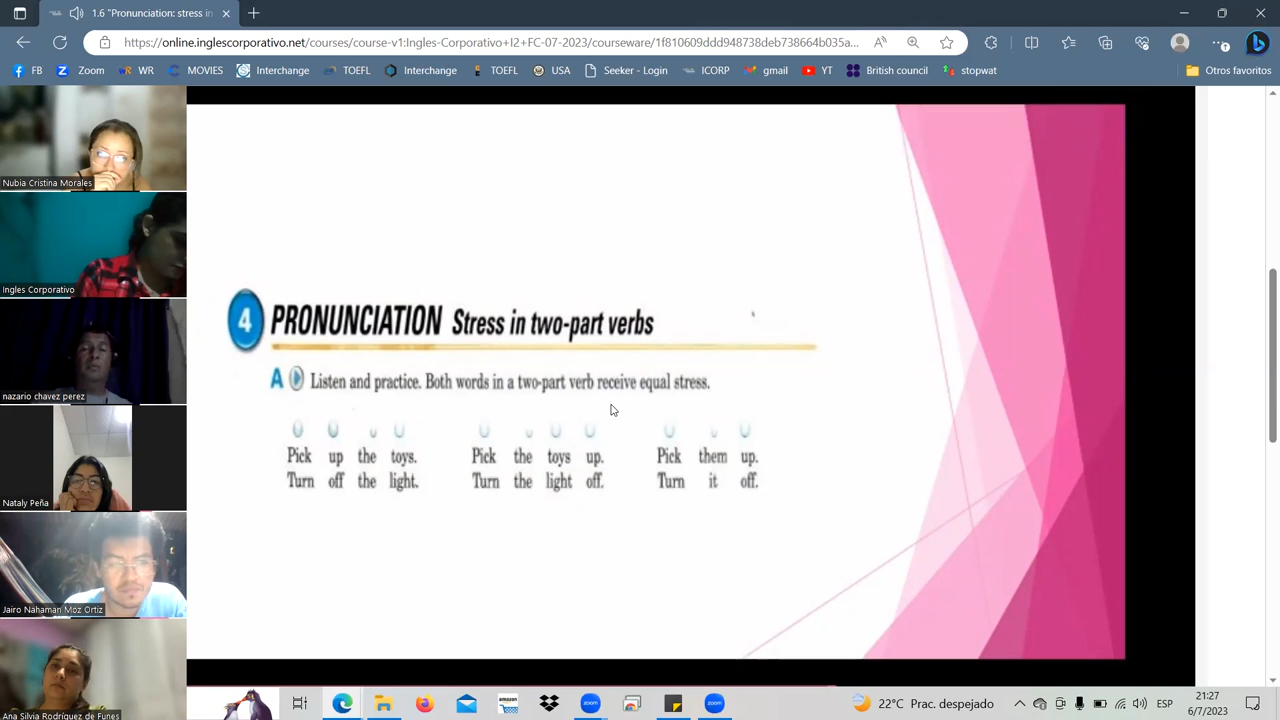 1.6 "Pronunciation: stress in
https://online.inglescorporativo.net/courses/course-v1:Ingles-Corporativo+I2+FC-07-2023/courseware/1f810609ddd948738deb738664b035a...
FB Zoom WR MOVIES Interchange TOEFL Interchange TOEFL USA Seeker - Login ICORP gmail YT British council stopwat Otros favoritos
Nubia Cristina Morales
Ingles Corporativo
nazario chavez perez
Nataly Peña
Jairo Nahaman Moz Ortiz
Ana Silvia Rodríguez de Funes
4 PRONUNCIATION Stress in two-part verbs
A Listen and practice. Both words in a two-part verb receive equal stress.
Pick up the toys. Pick the toys up. Pick them up.
Turn off the light. Turn the light off. Turn it off.
amazon
zoom
zoom
22°C Prac. despejado
ESP
21:27
6/7/2023